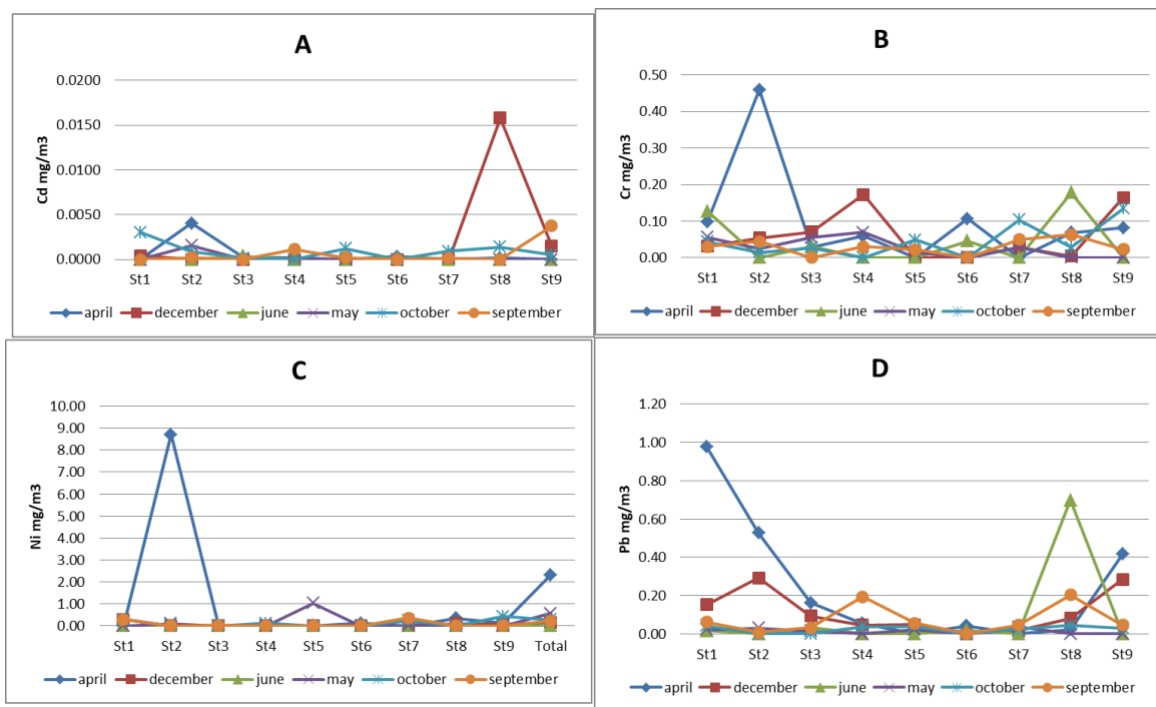 A
Cd mg/m3
0.0200
0.0150
0.0100
0.0050
0.0000
St1 St2 St3 St4 St5 St6 St7 St8 St9
april december june may october september
B
Cr mg/m3
0.50
0.40
0.30
0.20
0.10
0.00
St1 St2 St3 St4 St5 St6 St7 St8 St9
april december june may october september
C
Ni mg/m3
10.00
9.00
8.00
7.00
6.00
5.00
4.00
3.00
2.00
1.00
0.00
St1 St2 St3 St4 St5 St6 St7 St8 St9 Total
april december june may october september
D
Pb mg/m3
1.20
1.00
0.80
0.60
0.40
0.20
0.00
St1 St2 St3 St4 St5 St6 St7 St8 St9
april december june may october september